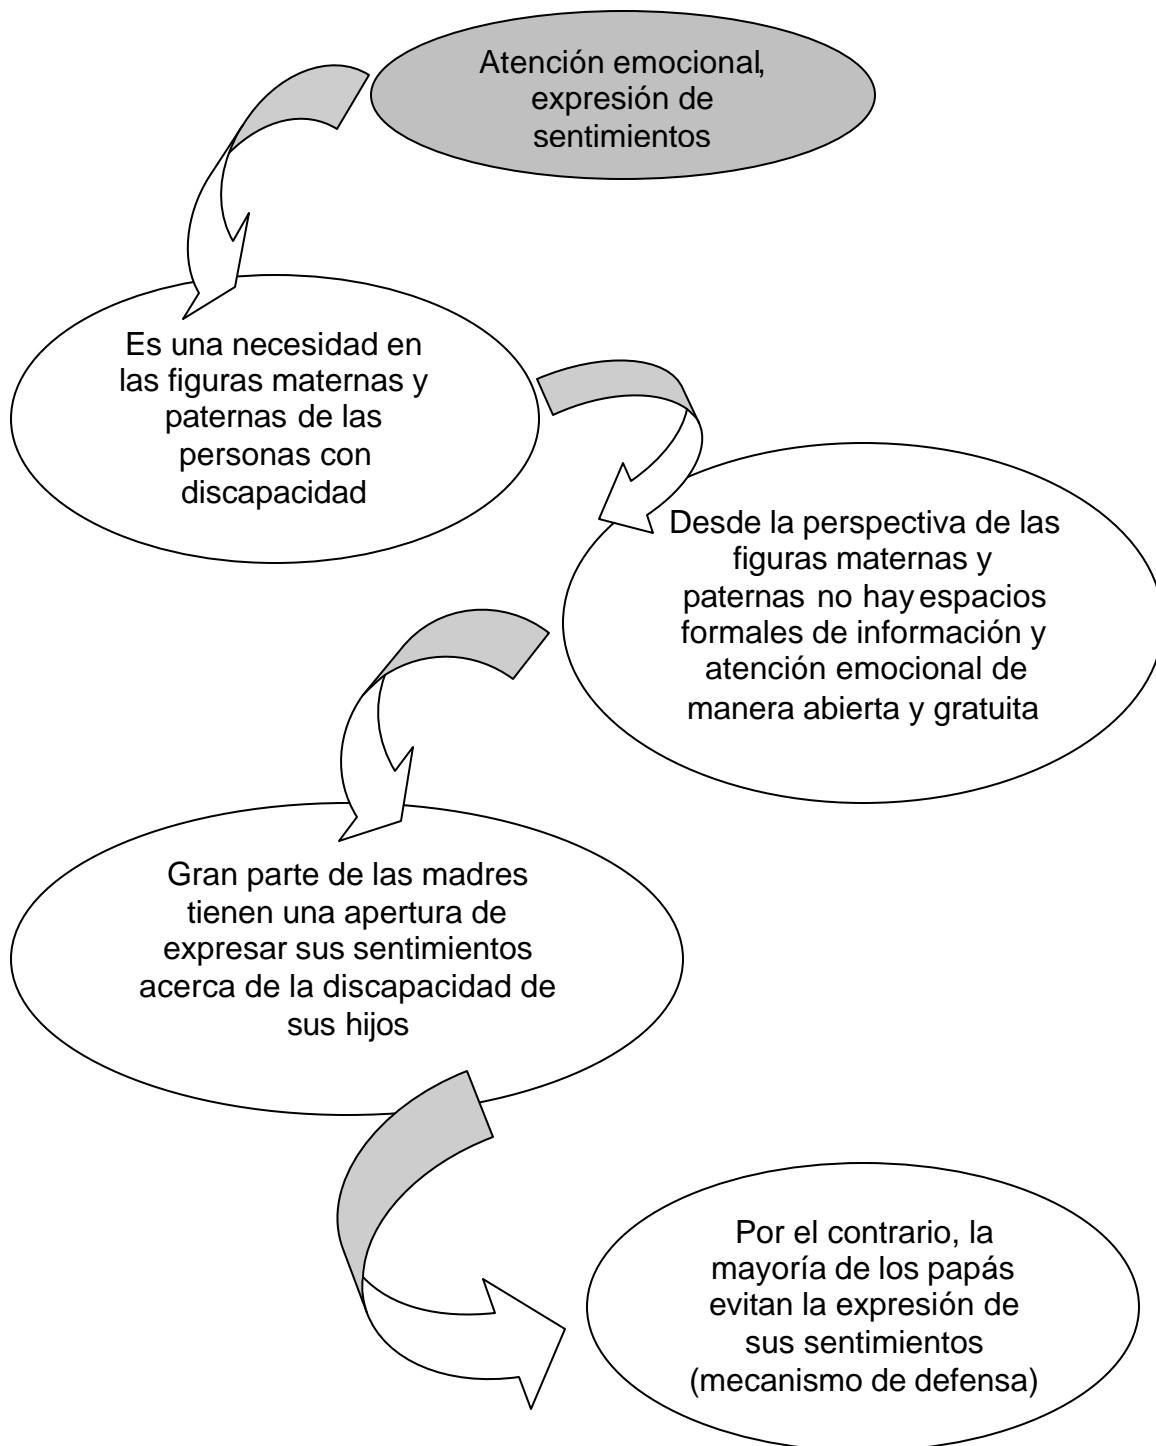 Atención emocional,
expresión de
sentimientos
Es una necesidad en
las figuras maternas y
paternas de las
personas con
discapacidad
Desde la perspectiva de las
figuras maternas y
paternas no hay espacios
formales de información y
atención emocional de
manera abierta y gratuita
Gran parte de las madres
tienen una apertura de
expresar sus sentimientos
acerca de la discapacidad de
sus hijos
Por el contrario, la
mayoría de los papás
evitan la expresión de
sus sentimientos
(mecanismo de defensa)